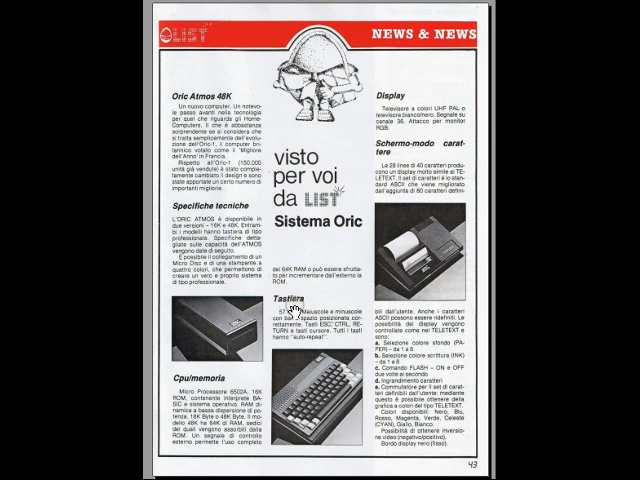 LIST
NEWS & NEWS
visto
per voi
da LIST
Sistema Oric
Oric Atmos 48K
Un nuovo computer. Un notevo-
le passo avanti nella tecnologia
per quel che riguarda gli Home-
Computers. Il che è abbastanza
sorprendente se si considera che
si tratta semplicemente dell'evolu-
zione dell'Oric-1, il computer bri-
tannico votato come il 'Migliore
dell'Anno' in Francia.
Rispetto all'Oric-1 (150.000
unità già vendute) è stato comple-
tamente cambiato il design e sono
state apportate un certo numero di
importanti migliorie.
Specifiche tecniche
L'ORIC ATMOS è disponibile in
due versioni - 16K e 48K. Entram-
bi i modelli hanno tastiera di tipo
professionale. Specifiche detta-
gliate sulle capacità dell'ATMOS
vengono date di seguito.
È possibile il collegamento di un
Micro Disc e di una stampante a
quattro colori, che permettono di
creare un vero e proprio sistema
di tipo professionale.
Cpu/memoria
Micro Processore 6502A, 16K
ROM, contenente interprete BA-
SIC e sistema operativo. RAM di-
namica a bassa dispersione di po-
tenza. 16K Byte o 48K Byte. Il mo-
dello 48K ha 64K di RAM, sedici
dei quali vengono assorbiti dalla
ROM. Un segnale di controllo
esterno permette l'uso completo
dei 64K RAM o può essere sfrutta-
to per incrementare dall'esterno la
ROM.
Tastiera
57 Maiuscole e minuscole
con spazio posizionata cor-
rettamente. Tasti ESC, CTRL, RE-
TURN e tasti cursore. Tutti i tasti
hanno "auto-repeat".
Display
Televisore a colori UHF PAL o
televisore bianco/nero. Segnale su
canale 36. Attacco per monitor
RGB.
Schermo-modo carat-
tere
Le 28 linee di 40 caratteri produ-
cono un display molto simile al TE-
LETEXT. Il set di caratteri è lo stan-
dard ASCII che viene migliorato
dall'aggiunta di 80 caratteri defini-
bili dall'utente. Anche i caratteri
ASCII possono essere ridefiniti. Le
possibilità del display vengono
controllate come nel TELETEXT e
sono:
a. Selezione colore sfondo (PA-
PER) - da 1 a 8
b. Selezione colore scrittura (INK)
- da 1 a 8
c. Comando FLASH - ON e OFF
due volte al secondo
d. Ingrandimento caratteri
e. Commutatore per il set di carat-
teri definibili dall'utente: mediante
questo è possibile ottenere della
grafica a colori del tipo TELETEXT.
Colori disponibili: Nero, Blu,
Rosso, Magenta, Verde, Celeste
(CYAN), Giallo, Bianco.
Possibilità di ottenere inversio-
ne video (negativo/positivo).
Bordo display nero (fisso).
43